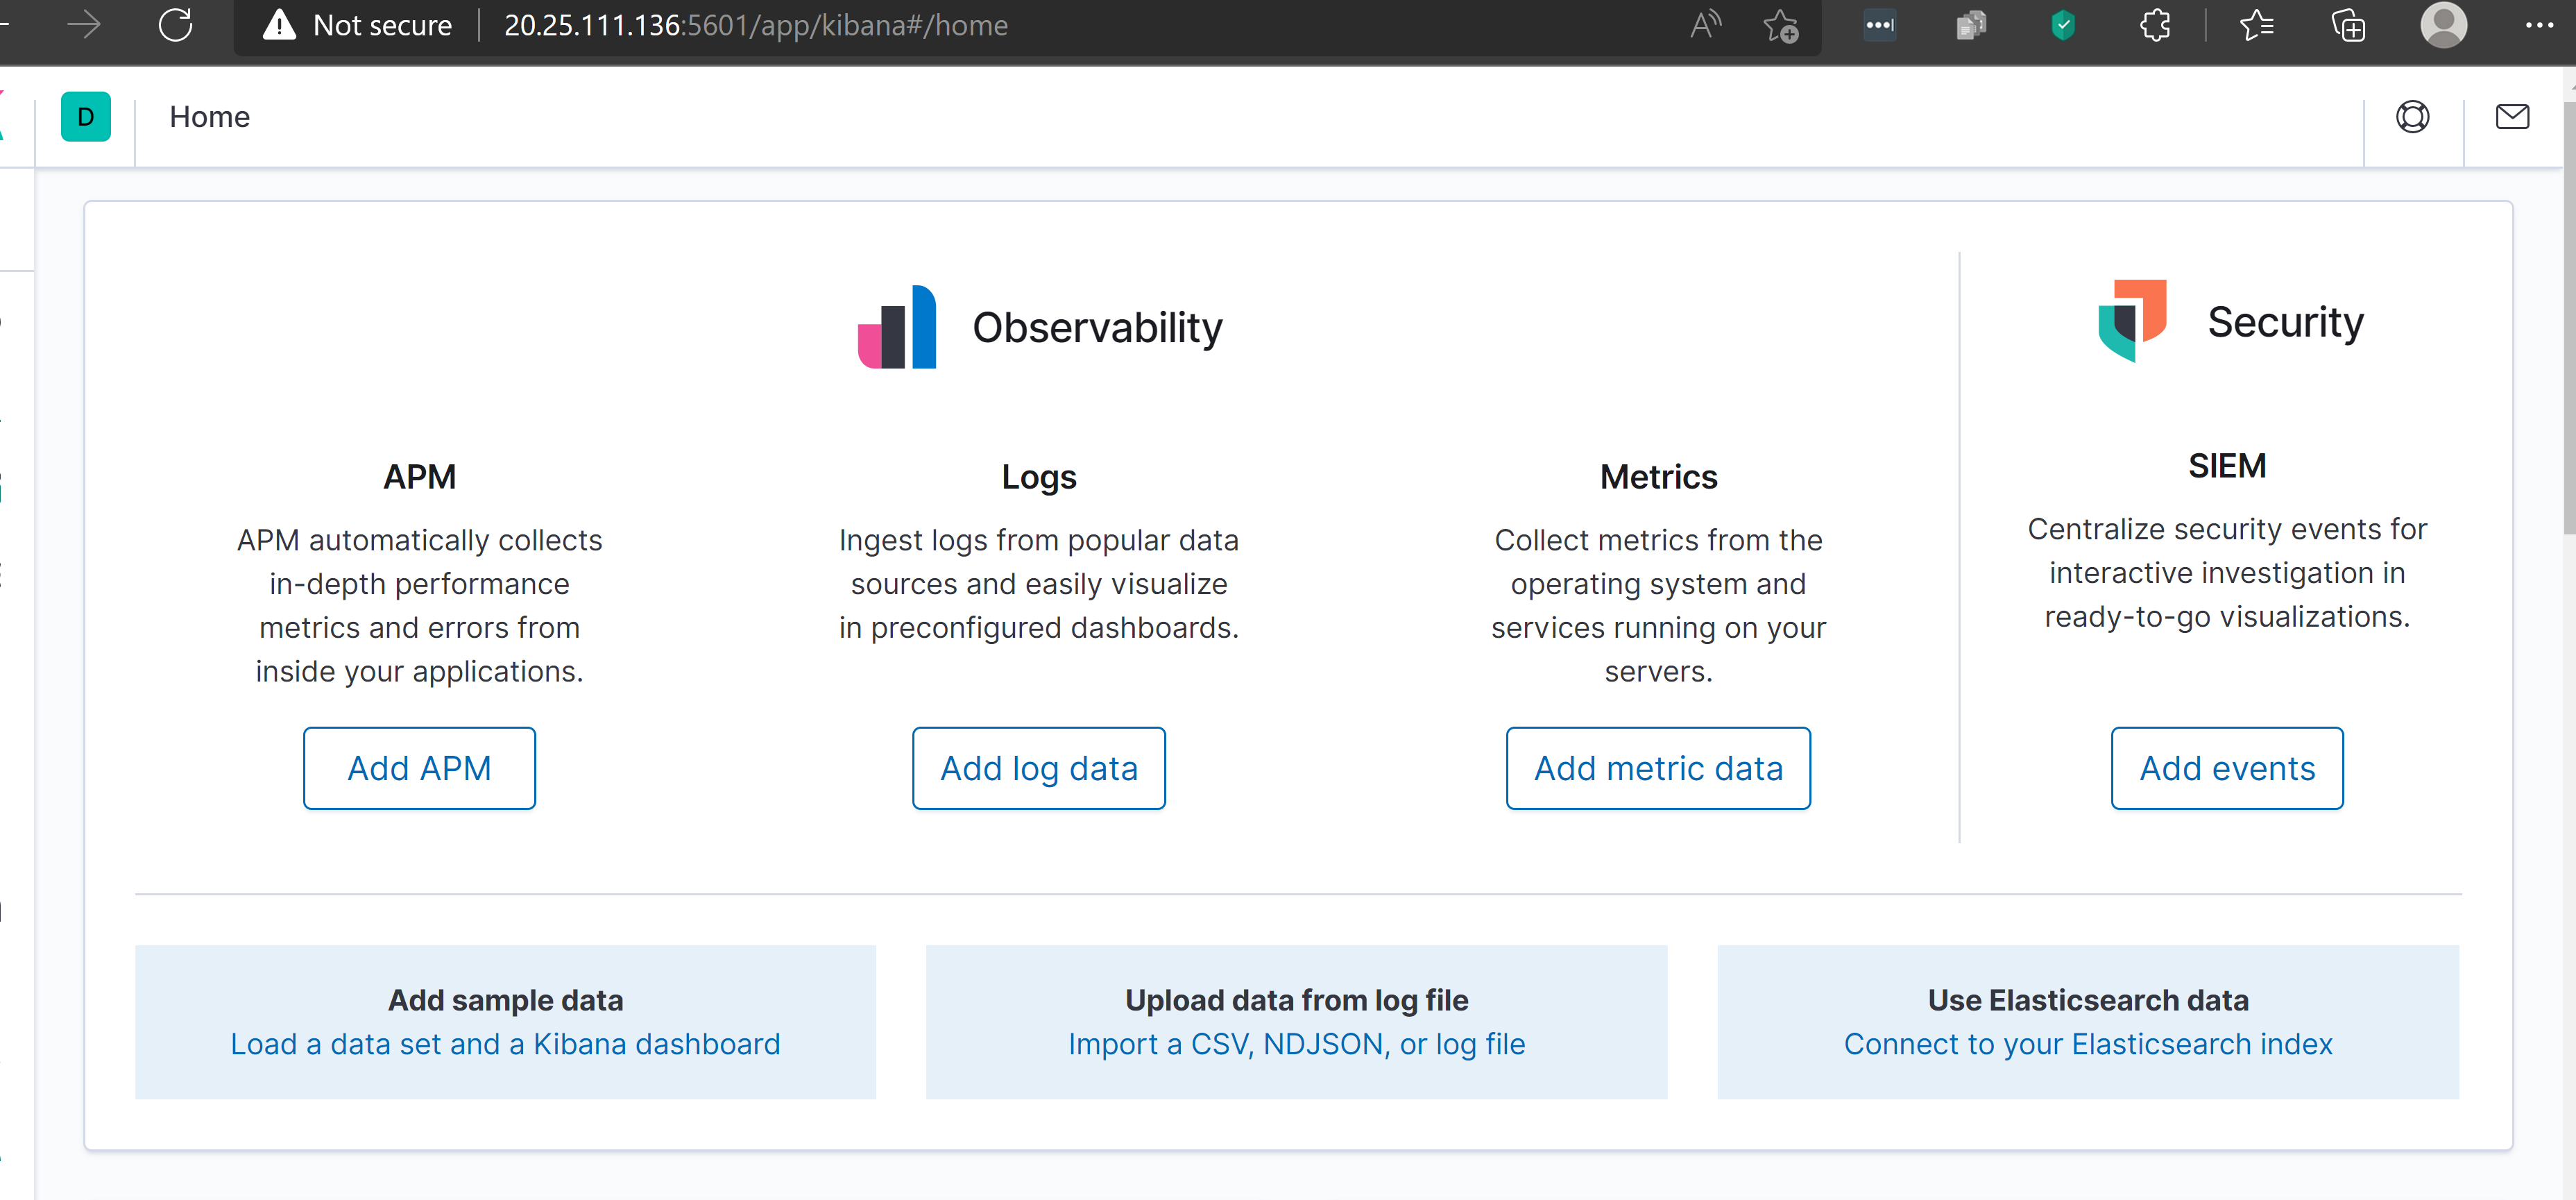 Not secure
20.25.111.136:5601/app/kibana#/home
D
Home
Observability
Security
APM
APM automatically collects
in-depth performance
metrics and errors from
inside your applications.
Add APM
Logs
Ingest logs from popular data
sources and easily visualize
in preconfigured dashboards.
Add log data
Metrics
Collect metrics from the
operating system and
services running on your
servers.
Add metric data
SIEM
Centralize security events for
interactive investigation in
ready-to-go visualizations.
Add events
Add sample data
Load a data set and a Kibana dashboard
Upload data from log file
Import a CSV, NDJSON, or log file
Use Elasticsearch data
Connect to your Elasticsearch index